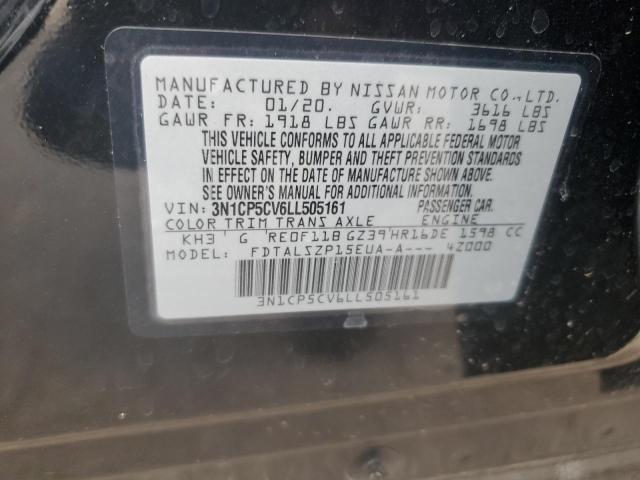 MANUFACTURED BY NISSAN MOTOR CO.,LTD.
DATE: 01/20. GVWR: 3616 LBS
GAWR FR: 1918 LBS GAWR RR: 1698 LBS
THIS VEHICLE CONFORMS TO ALL APPLICABLE FEDERAL MOTOR
VEHICLE SAFETY, BUMPER AND THEFT PREVENTION STANDARDS
IN EFFECT ON THE DATE OF MANUFACTURE SHOWN ABOVE.
SEE OWNER'S MANUAL FOR ADDITIONAL INFORMATION.
VIN: 3N1CP5CV6LL505161 PASSENGER CAR.
COLOR TRIM TRANS AXLE ENGINE
KH3 G RE0F11B GZ39 HR16DE 1598 CC
FDTALSZP15EUA-A--- 4Z000
3N1CP5CV6LL505161